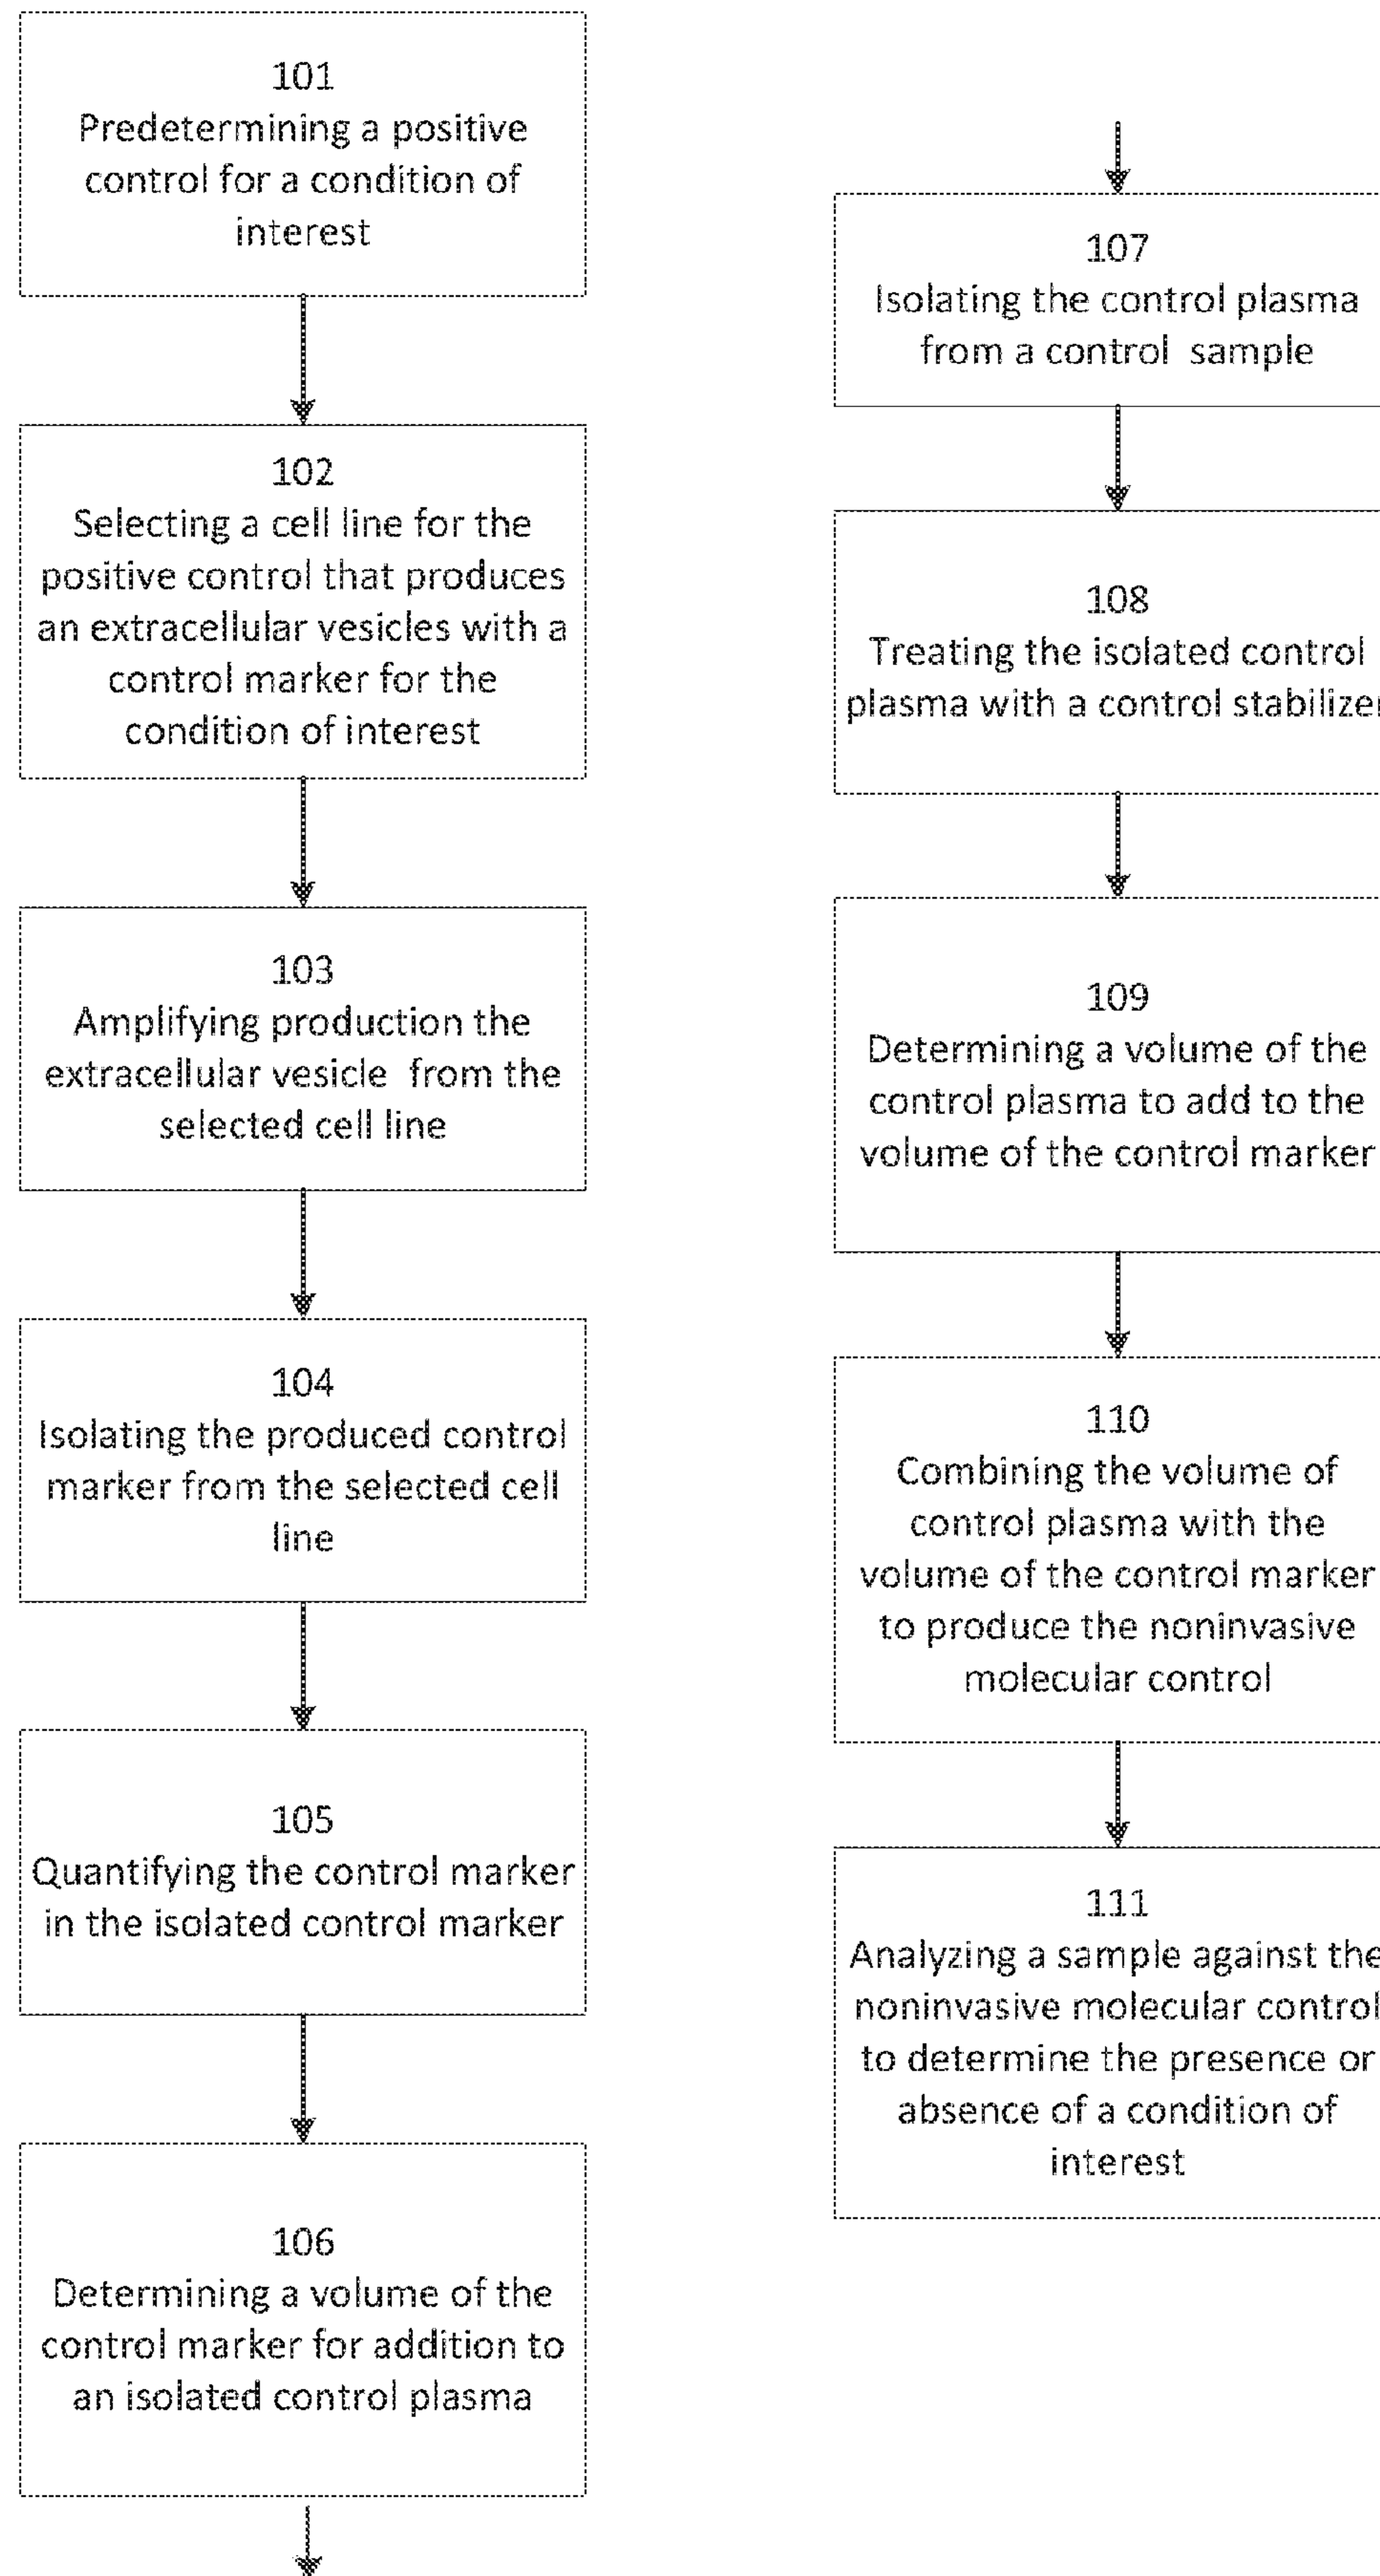 101
Predetermining a positive
control for a condition of
interest
102
Selecting a cell line for the
positive control that produces
an extracellular vesicles with a
control marker for the
condition of interest
103
Amplifying production the
extracellular vesicle from the
selected cell line
104
Isolating the produced control
marker from the selected cell
line
105
Quantifying the control marker
in the isolated control marker
106
Determining a volume of the
control marker for addition to
an isolated control plasma
107
Isolating the control plasma
from a control sample
108
Treating the isolated control
plasma with a control stabilizer
109
Determining a volume of the
control plasma to add to the
volume of the control marker
110
Combining the volume of
control plasma with the
volume of the control marker
to produce the noninvasive
molecular control
111
Analyzing a sample against the
noninvasive molecular control
to determine the presence or
absence of a condition of
interest